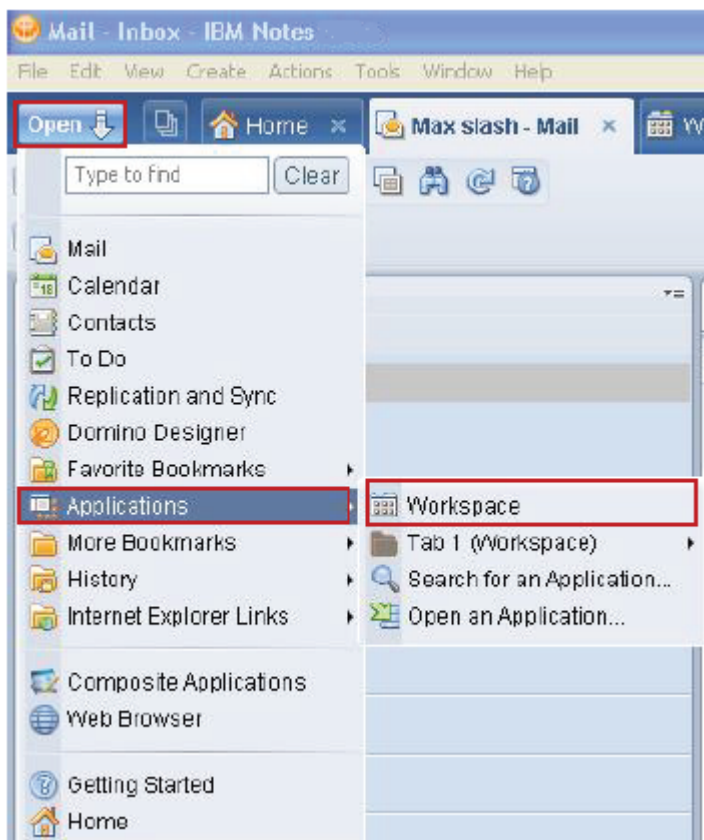 Mail - Inbox - IBM Notes
File Edit View Create Actions Tools Window Help
Open Home Max slash - Mail
Type to find Clear
Mail
Calendar
Contacts
To Do
Replication and Sync
Domino Designer
Favorite Bookmarks
Applications Workspace
More Bookmarks Tab 1 (Workspace)
History Search for an Application...
Internet Explorer Links Open an Application...
Composite Applications
Web Browser
Getting Started
Home